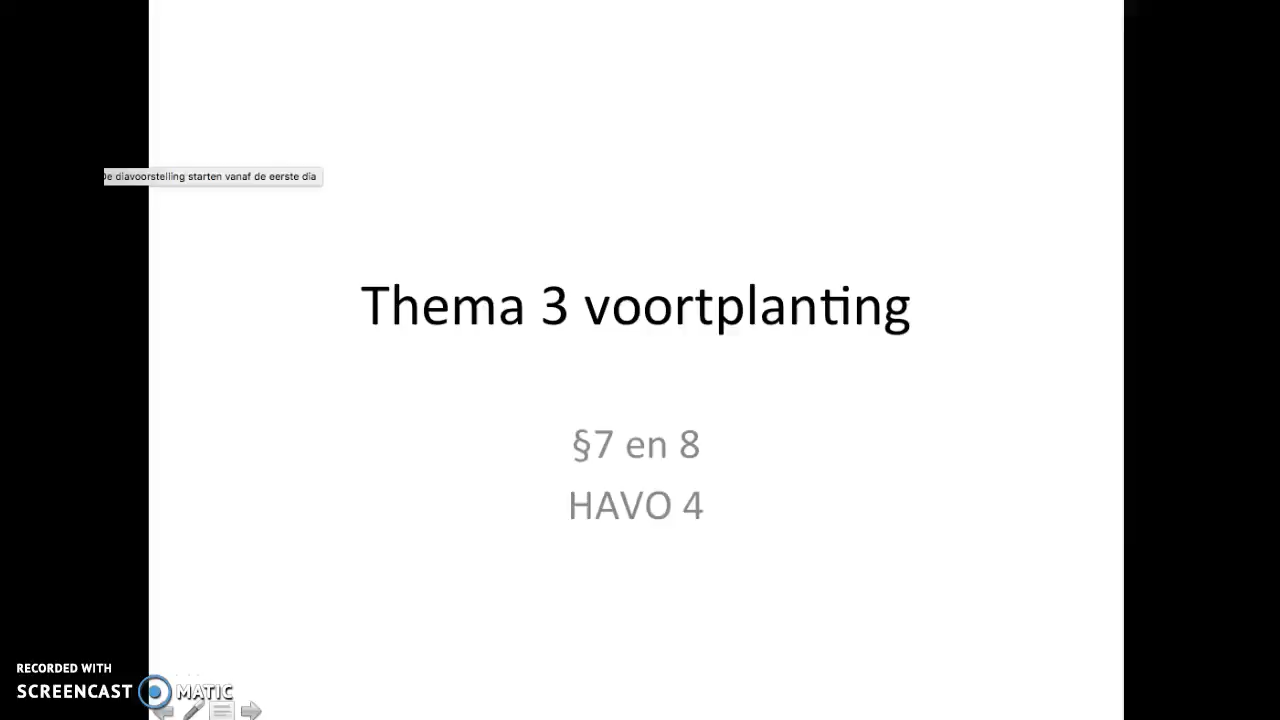 De diavoorstelling starten vanaf de eerste dia
Thema 3 voortplanting
§7 en 8
HAVO 4
RECORDED WITH
SCREENCAST MATIC